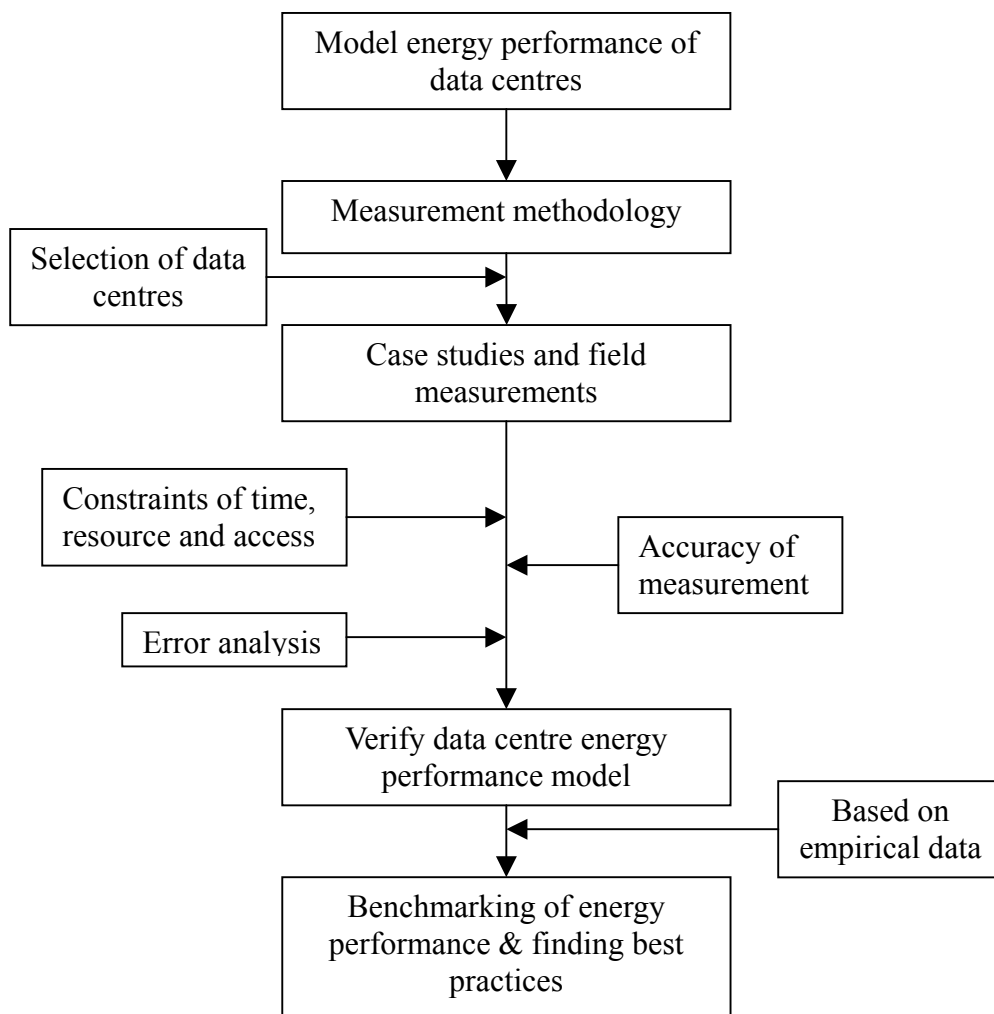 Model energy performance of
data centres
Measurement methodology
Selection of data
centres
Case studies and field
measurements
Constraints of time,
resource and access
Accuracy of
measurement
Error analysis
Verify data centre energy
performance model
Based on
empirical data
Benchmarking of energy
performance & finding best
practices